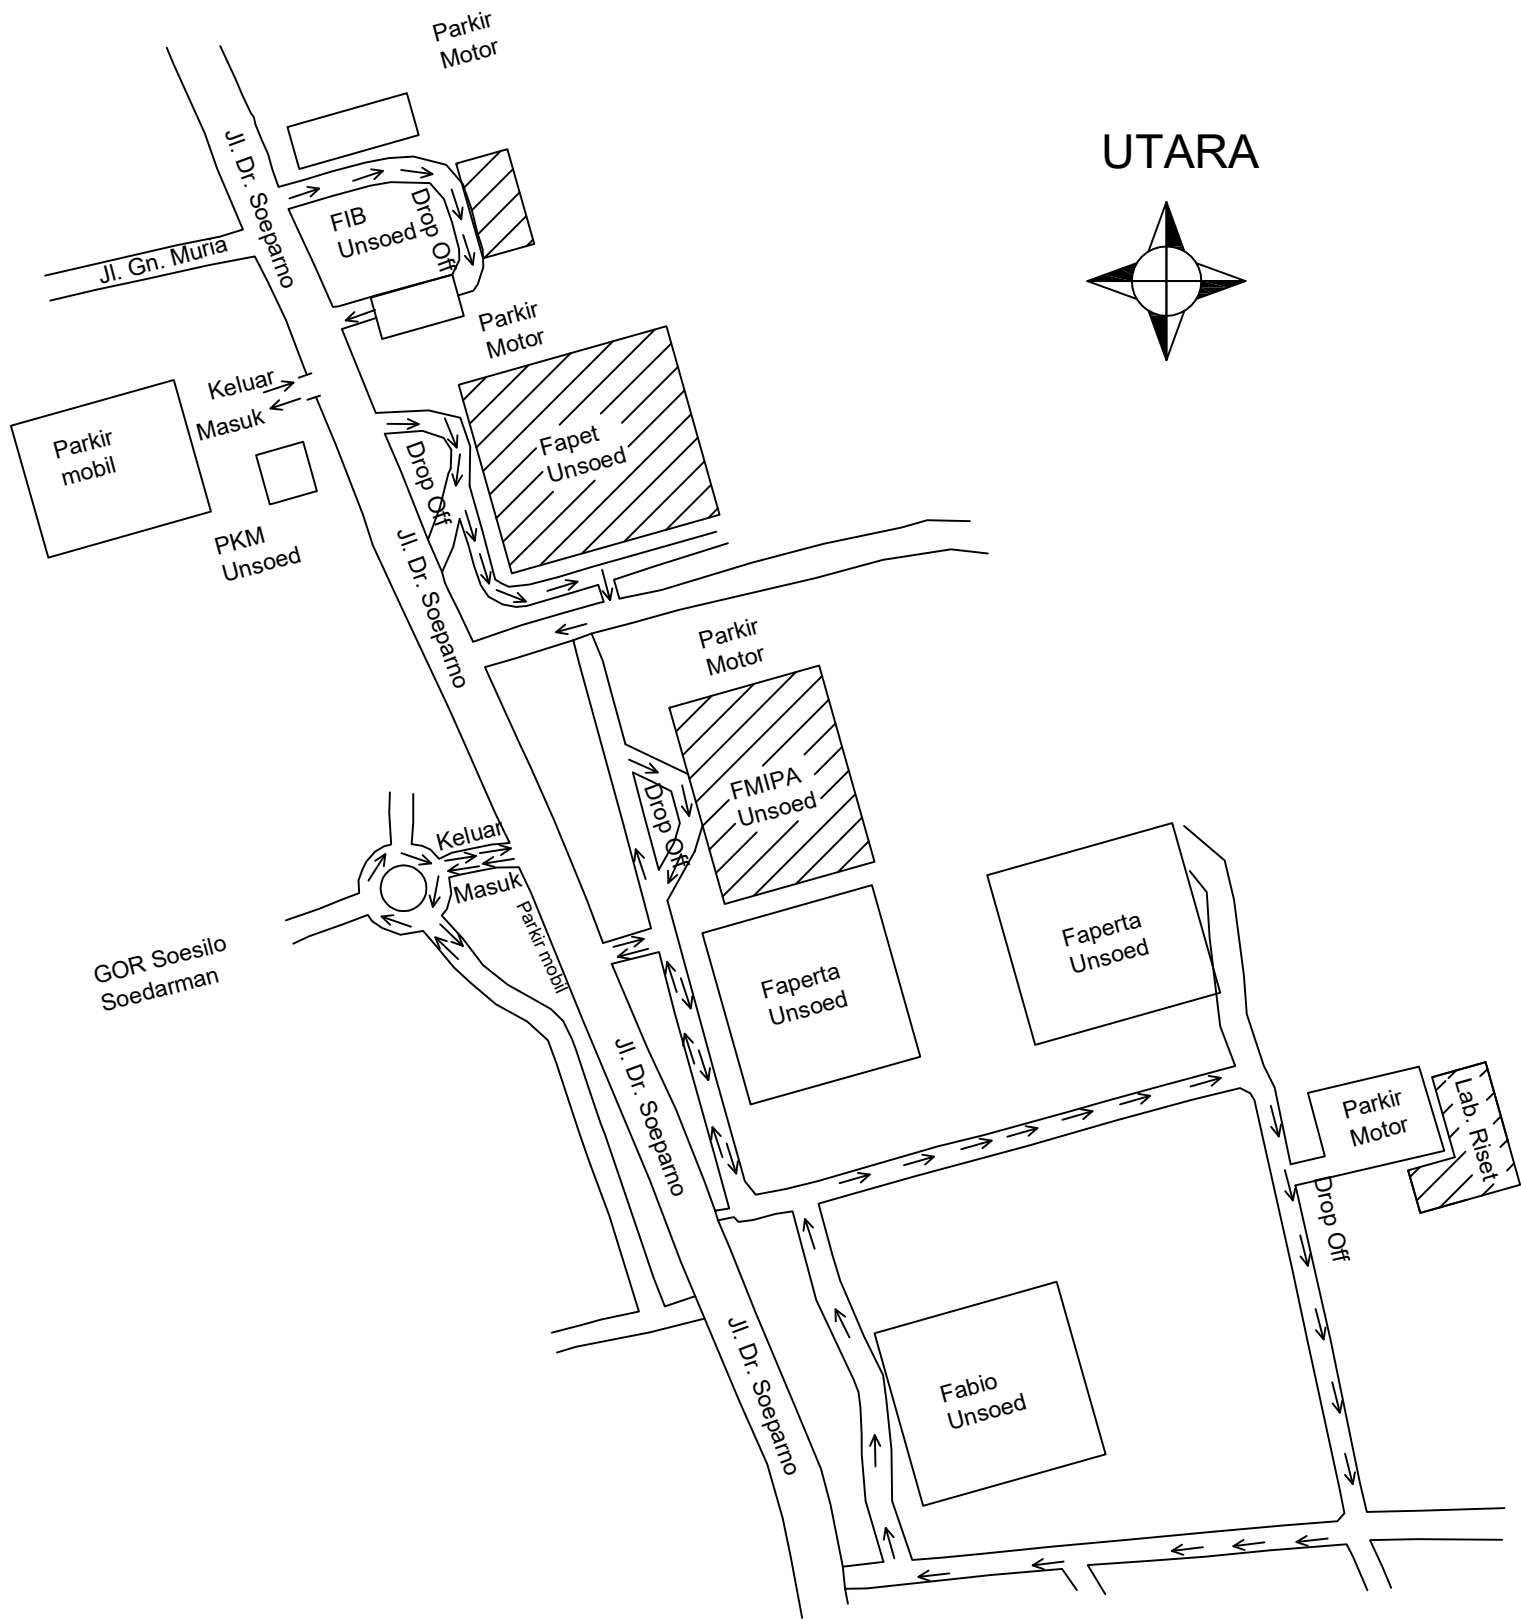 Parkir
Motor
UTARA
Jl. Dr. Soeparno
FIB
Unsoed
Drop Off
Jl. Gn. Muria
Parkir
Motor
Keluar
Masuk
Parkir
mobil
Fapet
Unsoed
Drop Off
PKM
Unsoed
Jl. Dr. Soeparno
Parkir
Motor
FMIPA
Unsoed
Drop Off
Keluar
Masuk
Parkir mobil
GOR Soesilo
Soedarman
Faperta
Unsoed
Faperta
Unsoed
Jl. Dr. Soeparno
Parkir
Motor
Lab. Riset
Drop Off
Jl. Dr. Soeparno
Fabio
Unsoed